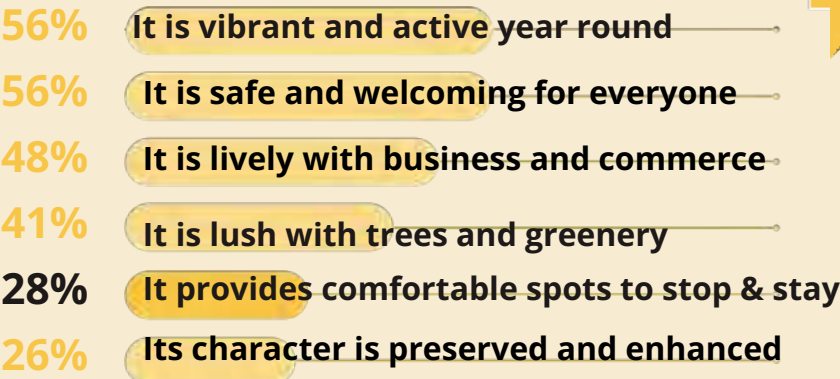 56% It is vibrant and active year round
56% It is safe and welcoming for everyone
48% It is lively with business and commerce
41% It is lush with trees and greenery
28% It provides comfortable spots to stop & stay
26% Its character is preserved and enhanced